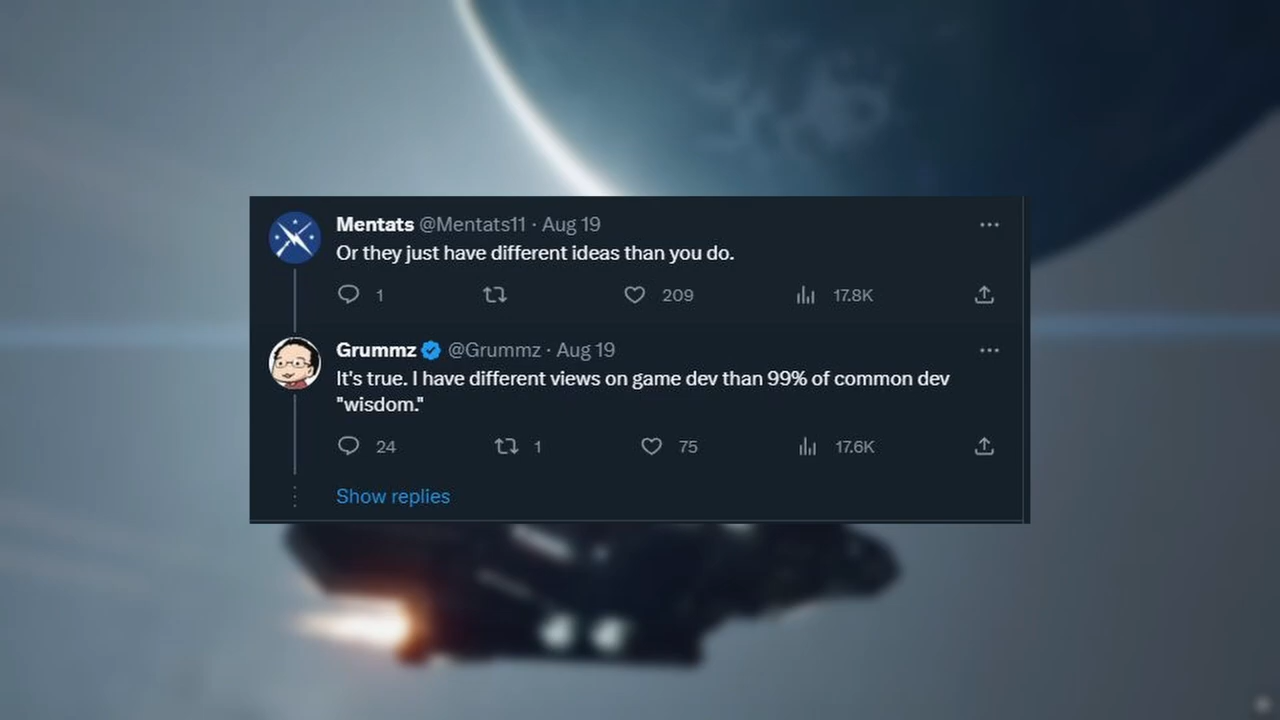 Mentats @Mentats11 · Aug 19
Or they just have different ideas than you do.
1 209 17.8K
Grummz @Grummz · Aug 19
It's true. I have different views on game dev than 99% of common dev
"wisdom."
24 1 75 17.6K
Show replies